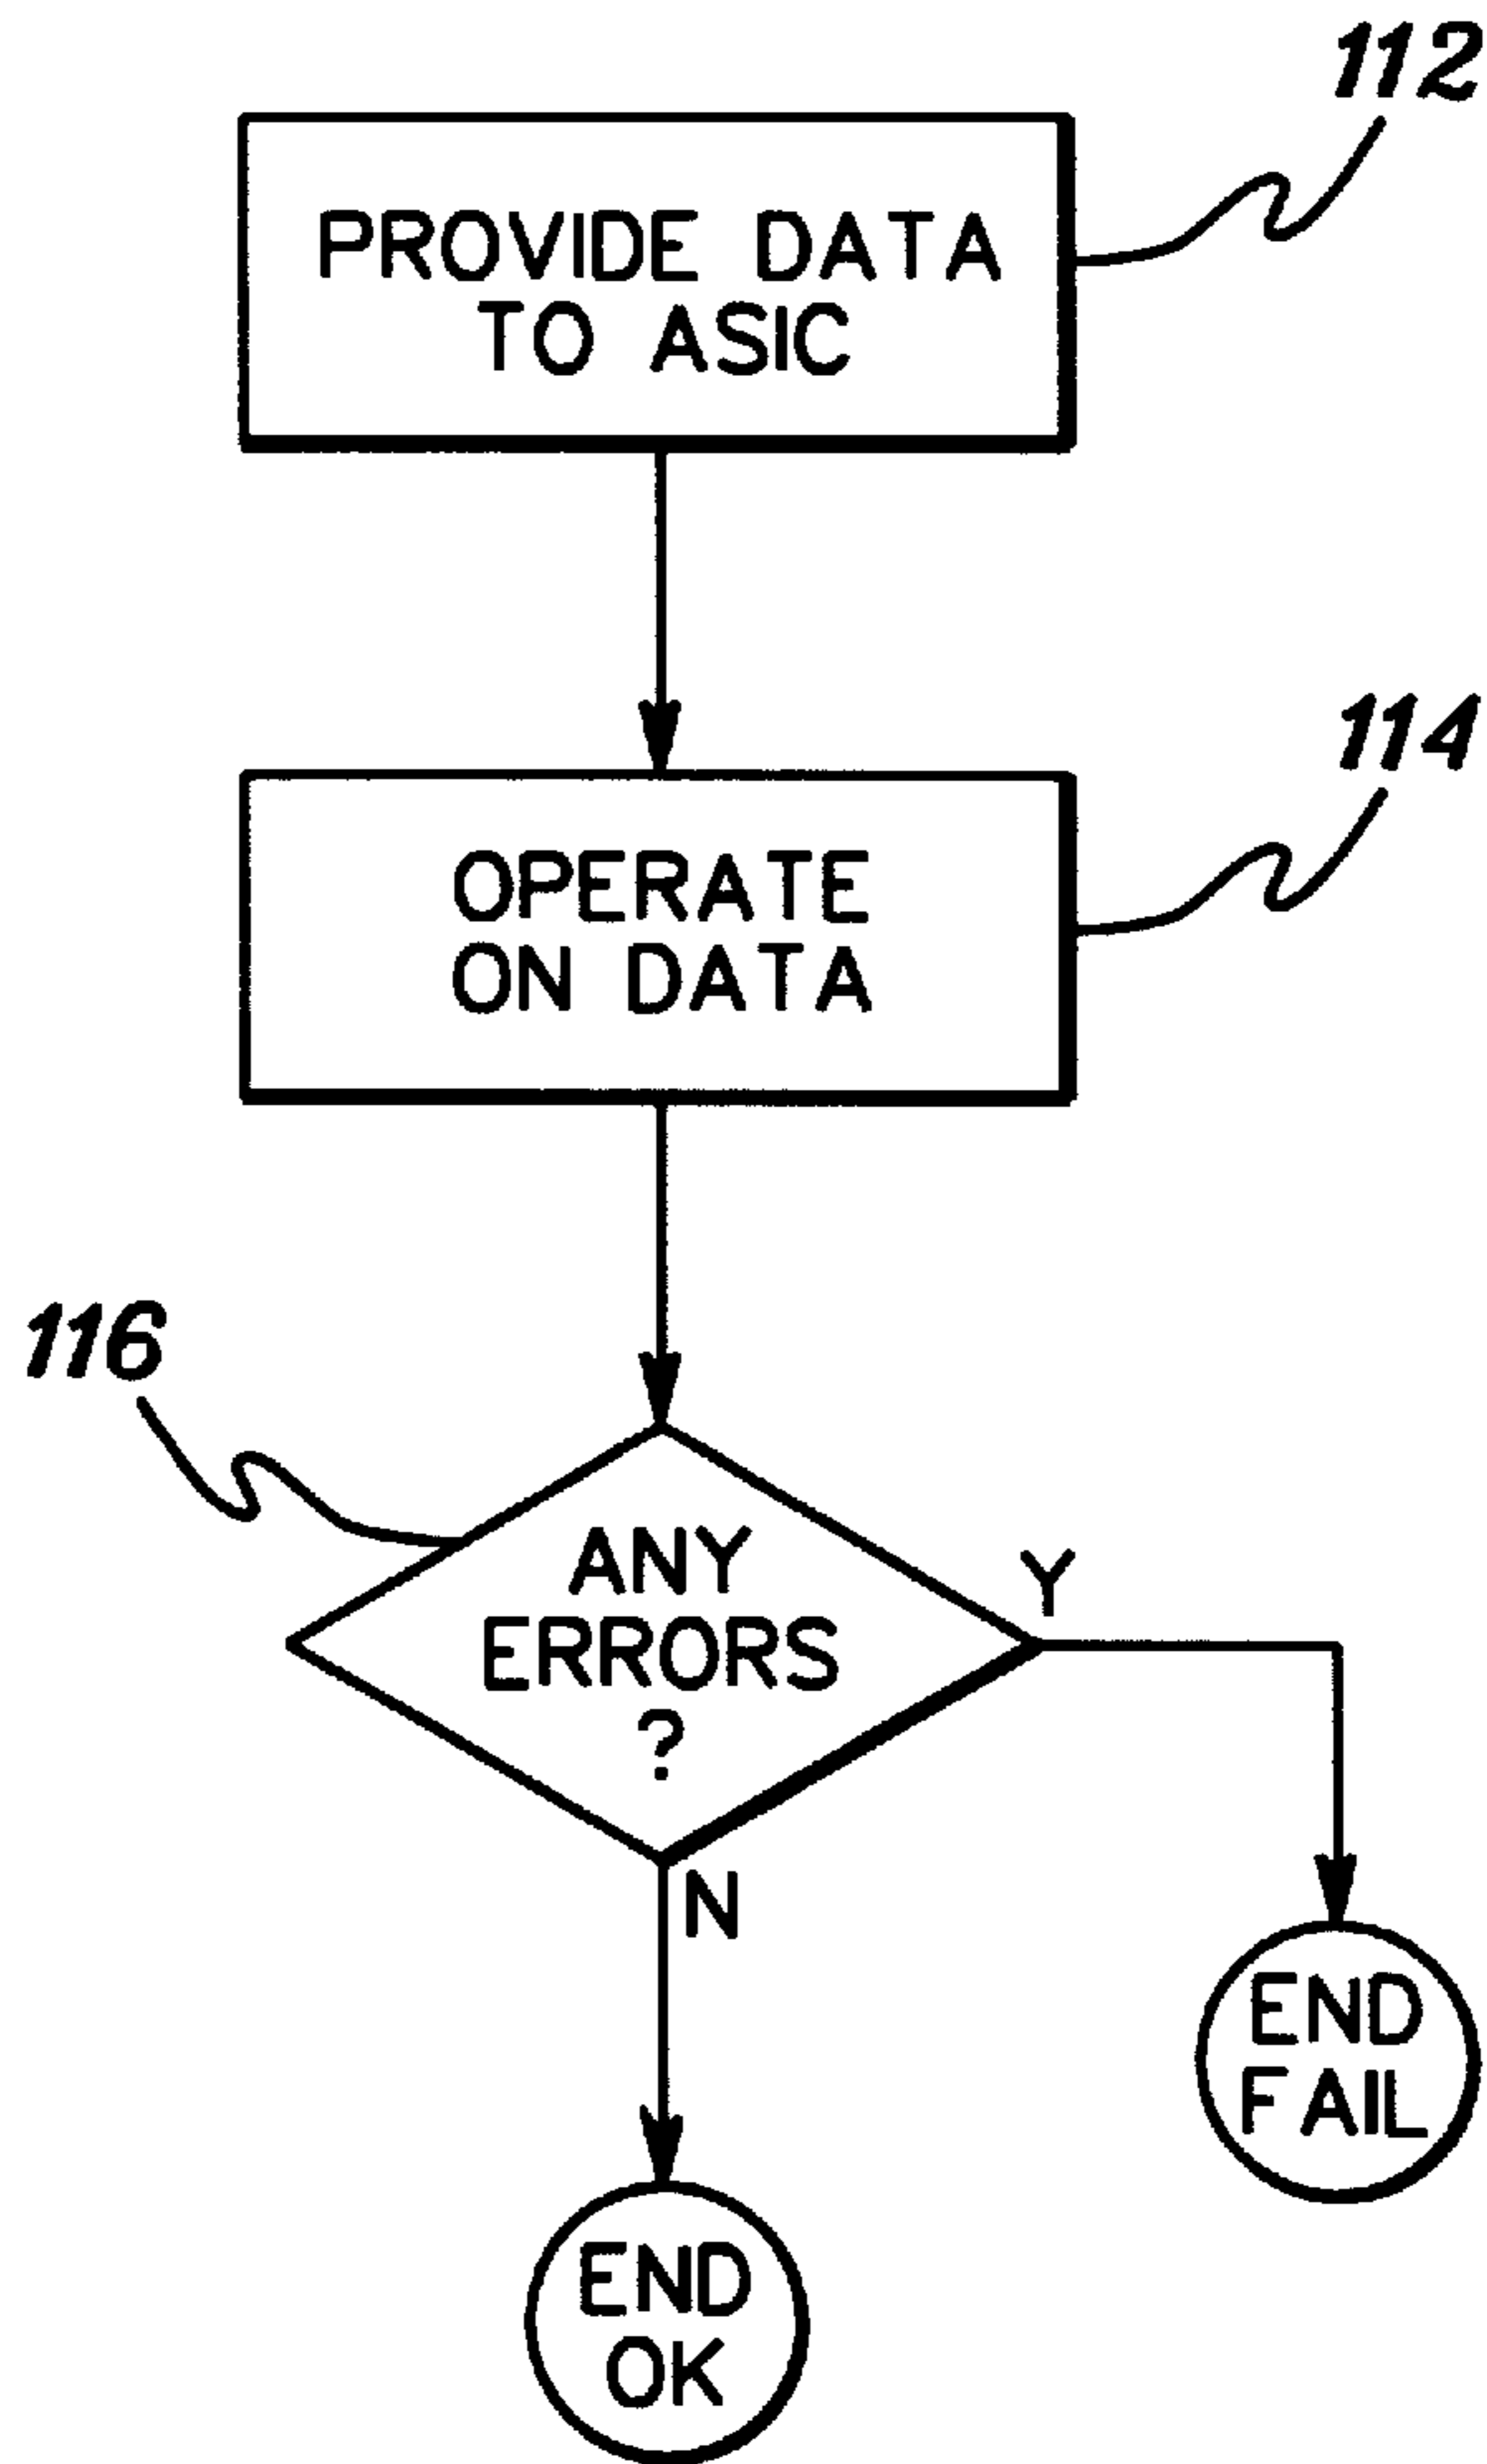 112
PROVIDE DATA
TO ASIC
114
OPERATE
ON DATA
116
ANY
ERRORS
?
Y
N
END
FAIL
END
OK